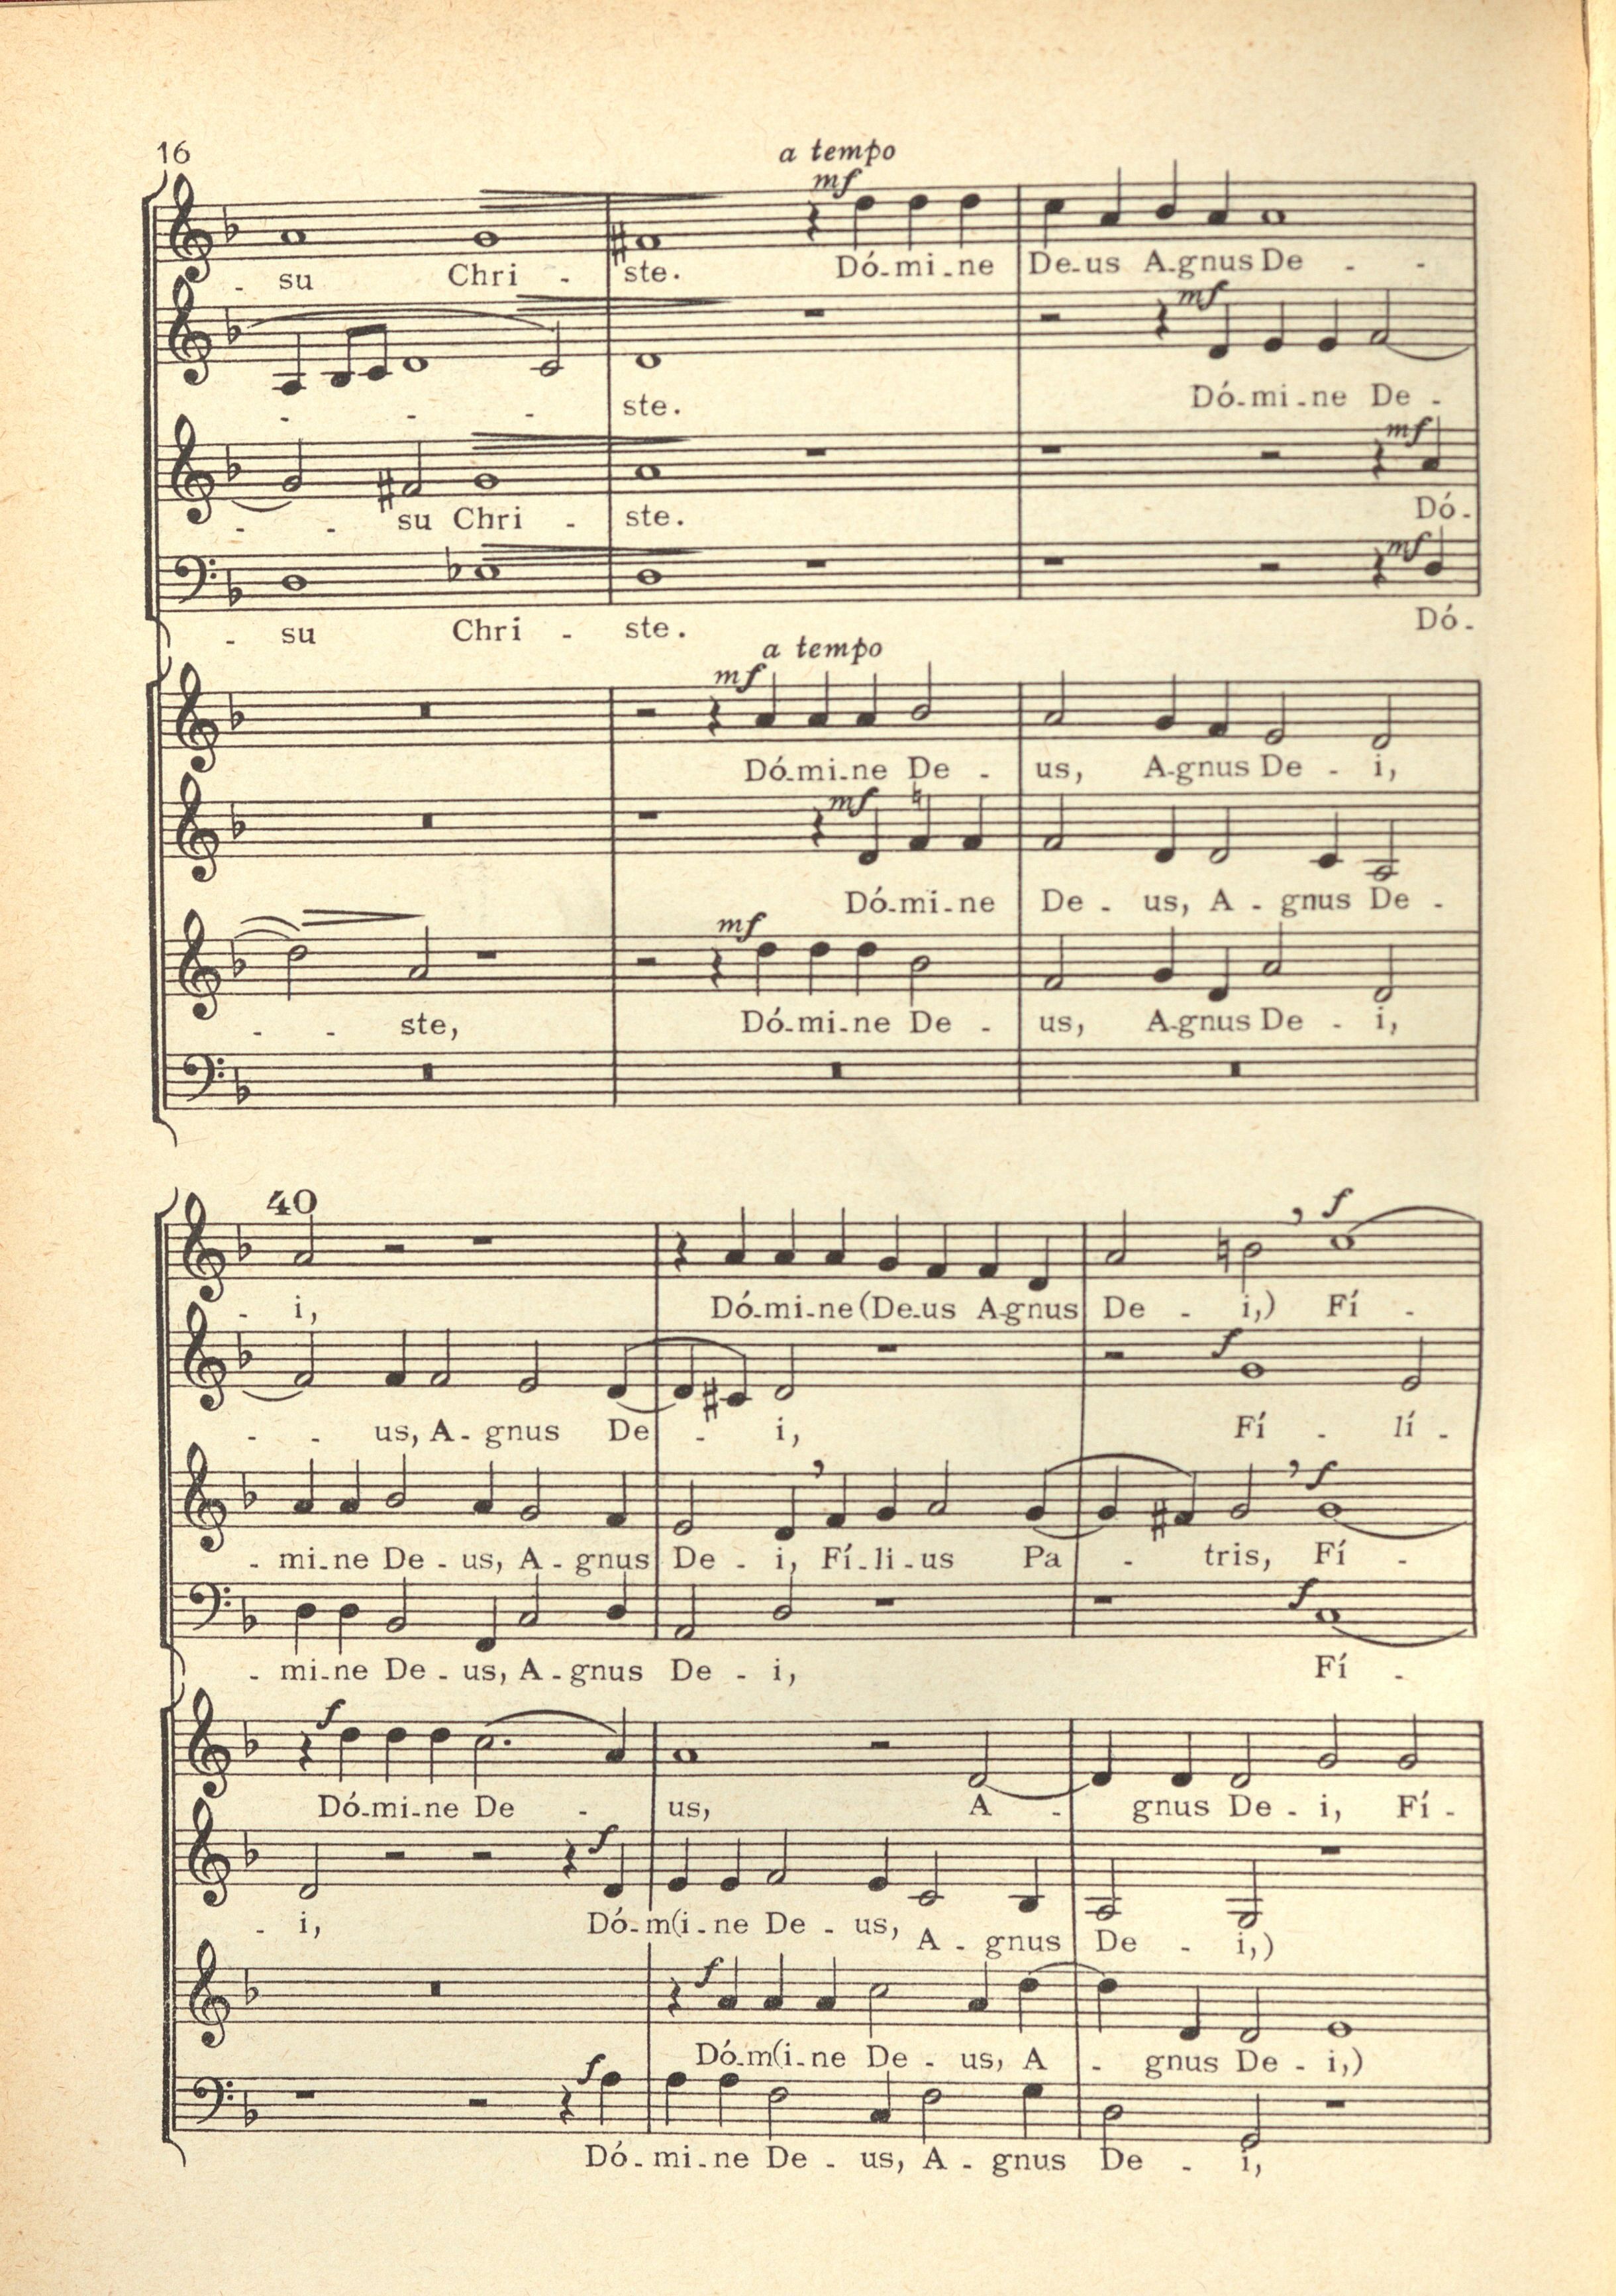 16
a tempo
mf
- su Chri - ste. Dó-mi-ne De-us A-gnus De - -
mf
- - - ste. Dó-mi-ne De -
mf
- - su Chri - ste. Dó-
mf
- su Chri - ste. Dó-
a tempo
mf
Dó-mi-ne De - us, A-gnus De - i,
mf
Dó-mi-ne De - us, A - gnus De -
mf
- - ste, Dó-mi-ne De - us, A-gnus De - i,
40
f
- i, Dó-mi-ne (De-us A-gnus De - i,) Fí -
f
- - us, A - gnus De - i, Fí - lí -
f
- mi-ne De - us, A - gnus De - i, Fí-li-us Pa - tris, Fí -
f
- mi-ne De - us, A - gnus De - i, Fí -
f
Dó-mi-ne De - us, A - gnus De - i, Fí -
f
- i, Dó-m(i-ne De - us, A - gnus De - i,)
f
Dó-m(i-ne De - us, A - gnus De - i,)
f
Dó-mi-ne De - us, A - gnus De - i,